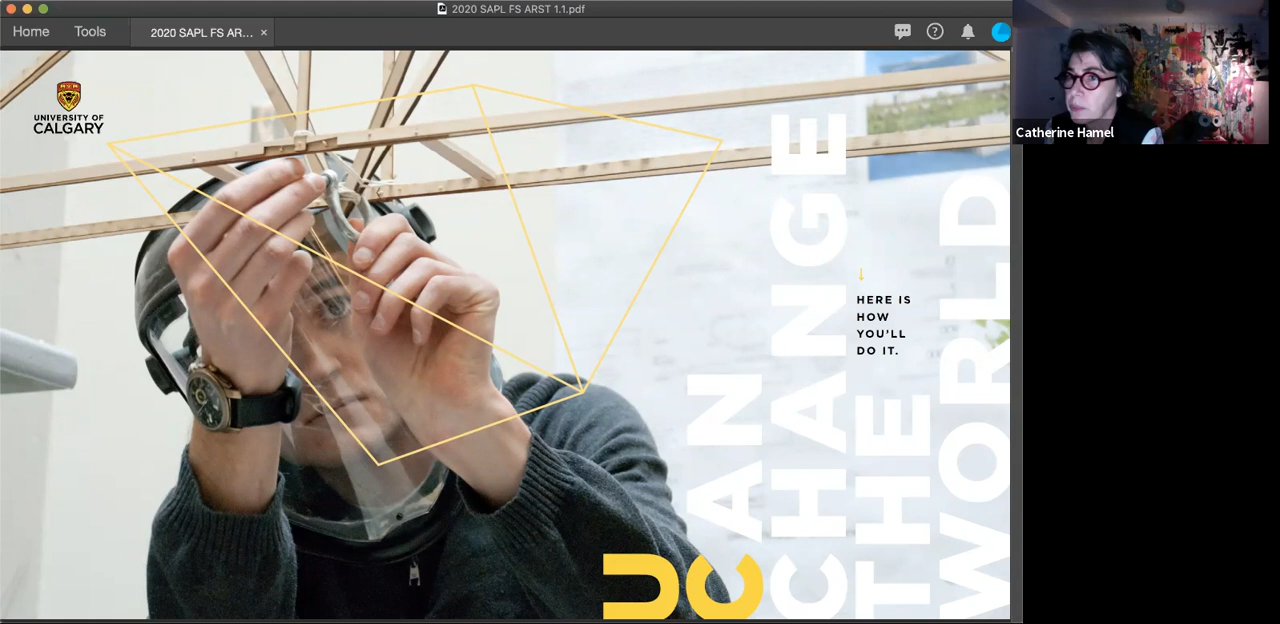 2020 SAPL FS ARST 1.1.pdf
Home
Tools
2020 SAPL FS AR... ×
UNIVERSITY OF
CALGARY
UCAN
CHANGE
THE
WORLD
↓
HERE IS
HOW
YOU'LL
DO IT.
Catherine Hamel